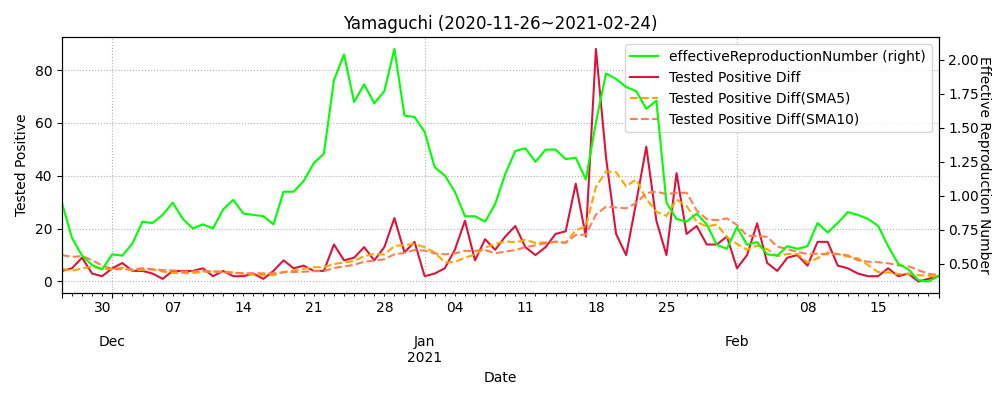 Yamaguchi (2020-11-26~2021-02-24)
effectiveReproductionNumber (right)
Tested Positive Diff
Tested Positive Diff(SMA5)
Tested Positive Diff(SMA10)
Tested Positive
80
60
40
20
0
2.00
1.75
1.50
1.25
1.00
0.75
0.50
Effective Reproduction Number
30 07 14 21 28 04 11 18 25 08 15
Dec Jan Feb
2021
Date